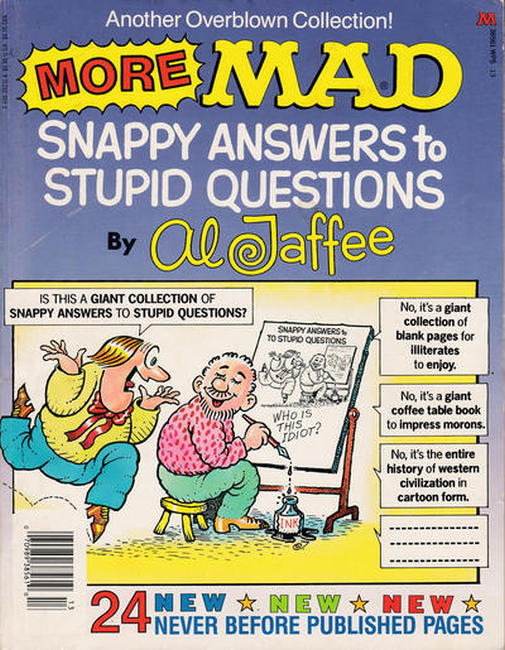 Another Overblown Collection!
MORE MAD
SNAPPY ANSWERS to
STUPID QUESTIONS
By Al Jaffee
IS THIS A GIANT COLLECTION OF
SNAPPY ANSWERS TO STUPID QUESTIONS?
SNAPPY ANSWERS to
TO STUPID QUESTIONS
WHO IS
THIS
IDIOT?
INK
No, it's a giant
collection of
blank pages for
illiterates
to enjoy.
No, it's a giant
coffee table book
to impress morons.
No, it's the entire
history of western
civilization in
cartoon form.
24 NEW NEW NEW
NEVER BEFORE PUBLISHED PAGES